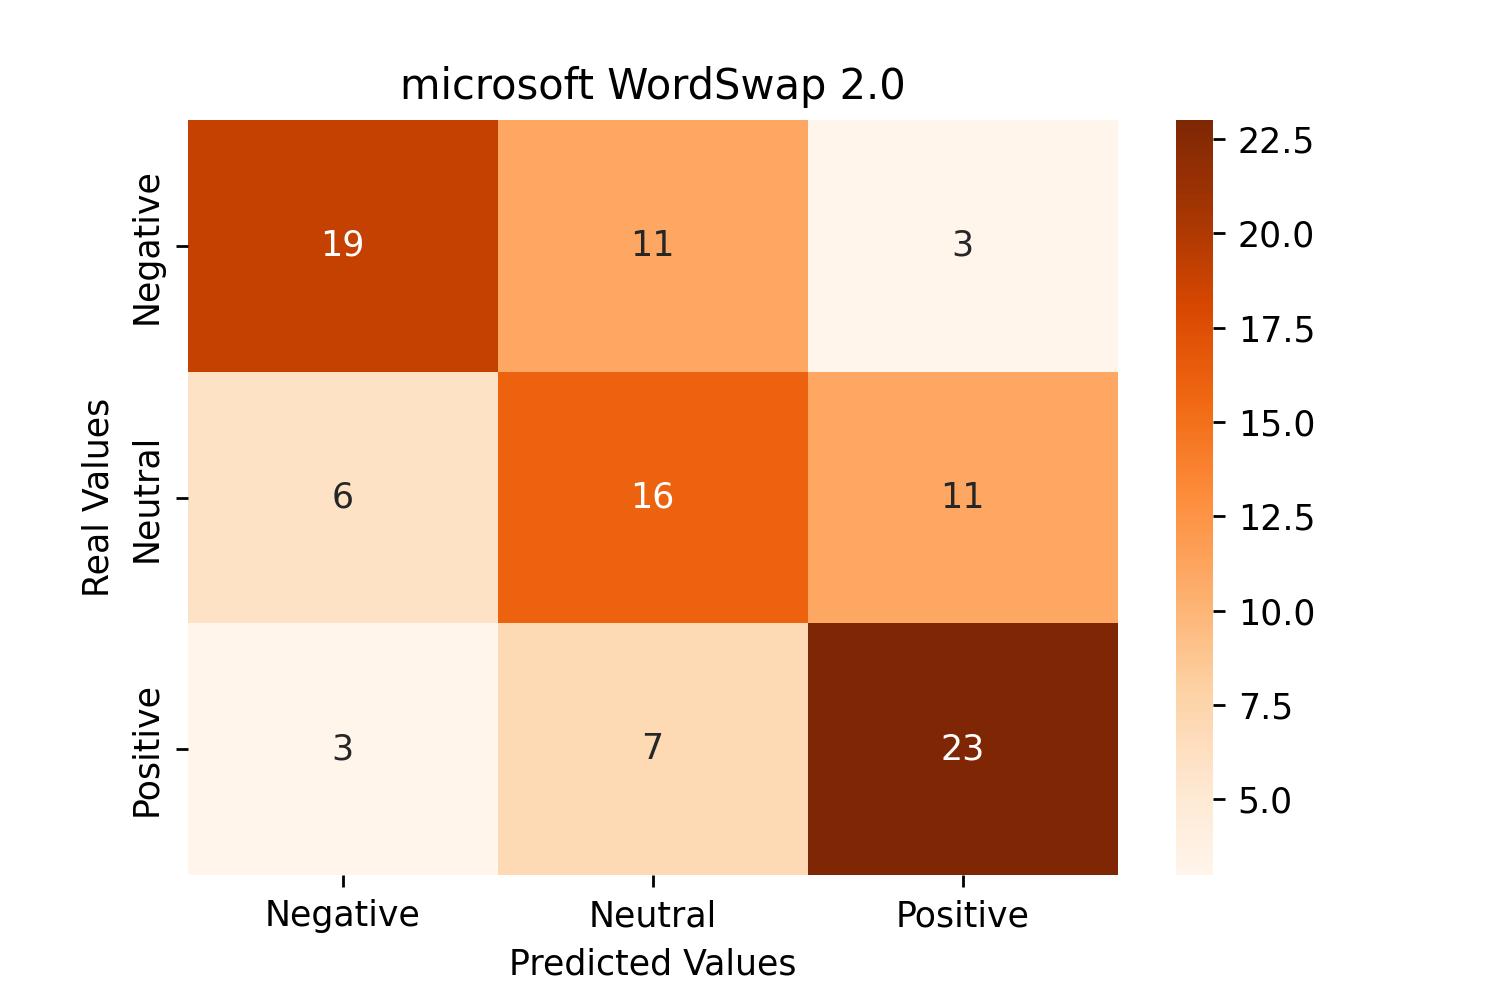 microsoft WordSwap 2.0
Real Values
Negative
19 11 3
Neutral
6 16 11
Positive
3 7 23
Negative Neutral Positive
Predicted Values
22.5
20.0
17.5
15.0
12.5
10.0
7.5
5.0